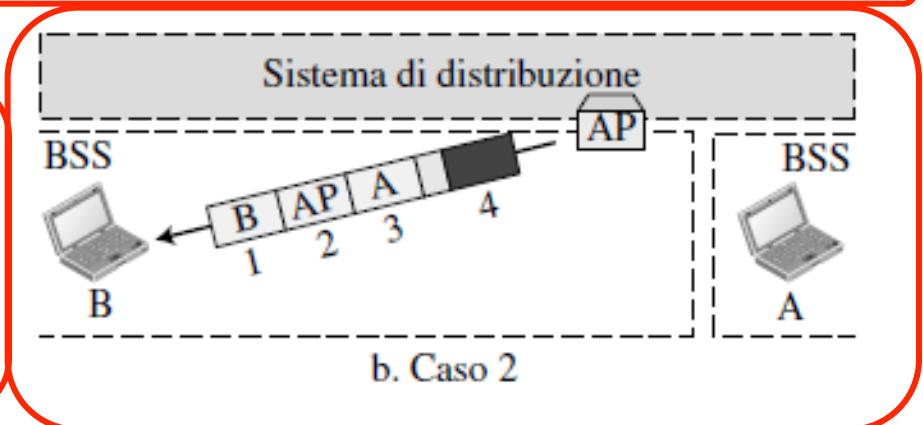 Sistema di distribuzione
AP
BSS
BSS
B AP A
1 2 3 4
B
A
b. Caso 2